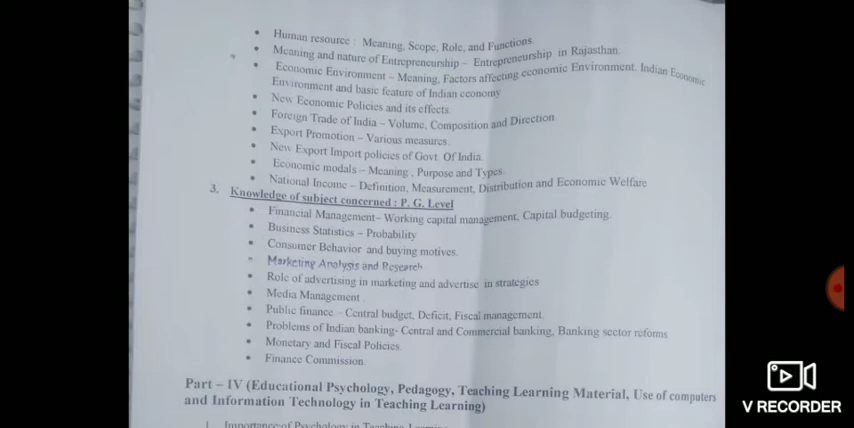 • Human resource : Meaning, Scope, Role, and Functions.
• Meaning and nature of Entrepreneurship – Entrepreneurship in Rajasthan.
• Economic Environment – Meaning, Factors affecting economic Environment. Indian Economic
Environment and basic feature of Indian economy
• New Economic Policies and its effects.
• Foreign Trade of India – Volume, Composition and Direction
• Export Promotion – Various measures.
• New Export Import policies of Govt. Of India.
• Economic modals – Meaning , Purpose and Types.
• National Income – Definition, Measurement, Distribution and Economic Welfare
3. Knowledge of subject concerned : P. G. Level
• Financial Management– Working capital management, Capital budgeting.
• Business Statistics – Probability
• Consumer Behavior and buying motives.
- Marketing Analysis and Research
• Role of advertising in marketing and advertise in strategies
• Media Management .
• Public finance – Central budget, Deficit, Fiscal management.
• Problems of Indian banking- Central and Commercial banking, Banking sector reforms.
• Monetary and Fiscal Policies.
• Finance Commission.
Part – IV (Educational Psychology, Pedagogy, Teaching Learning Material, Use of computers
and Information Technology in Teaching Learning)
1. Importance of Psychology in Teaching Learning
V RECORDER